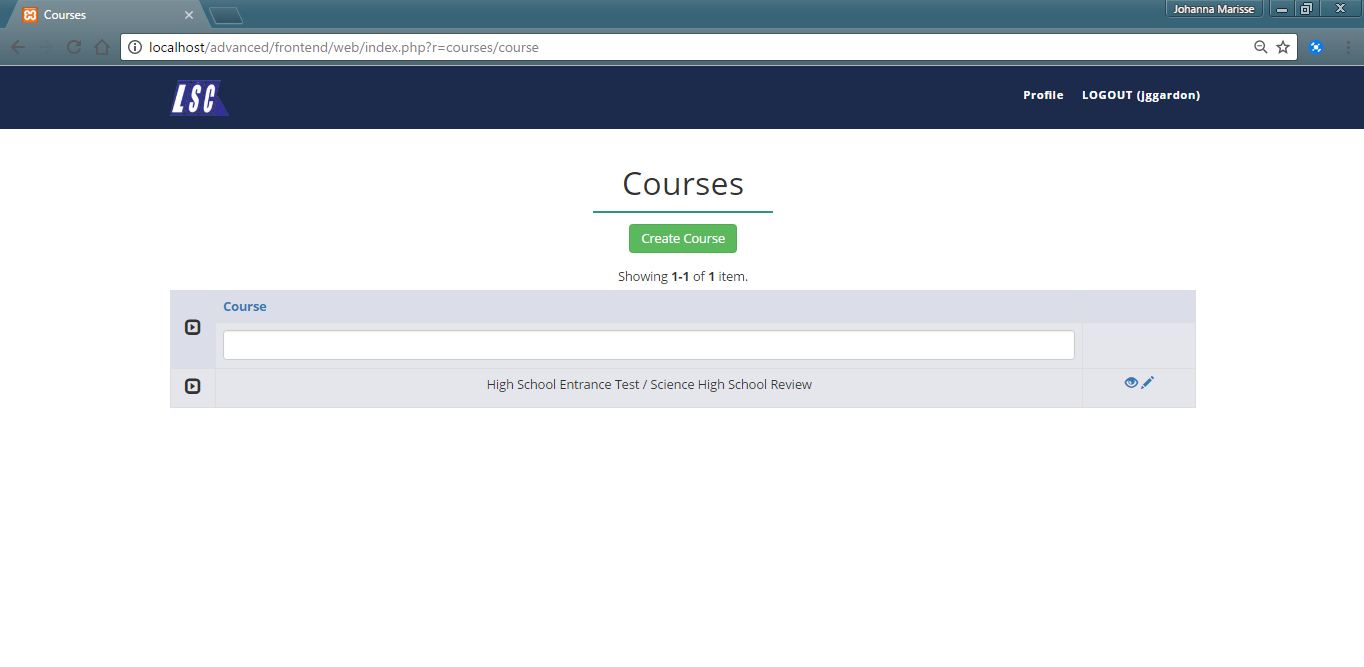 Courses
Johanna Marisse
localhost/advanced/frontend/web/index.php?r=courses/course
LSC
Profile LOGOUT (jggardon)
Courses
Create Course
Showing 1-1 of 1 item.
Course
High School Entrance Test / Science High School Review